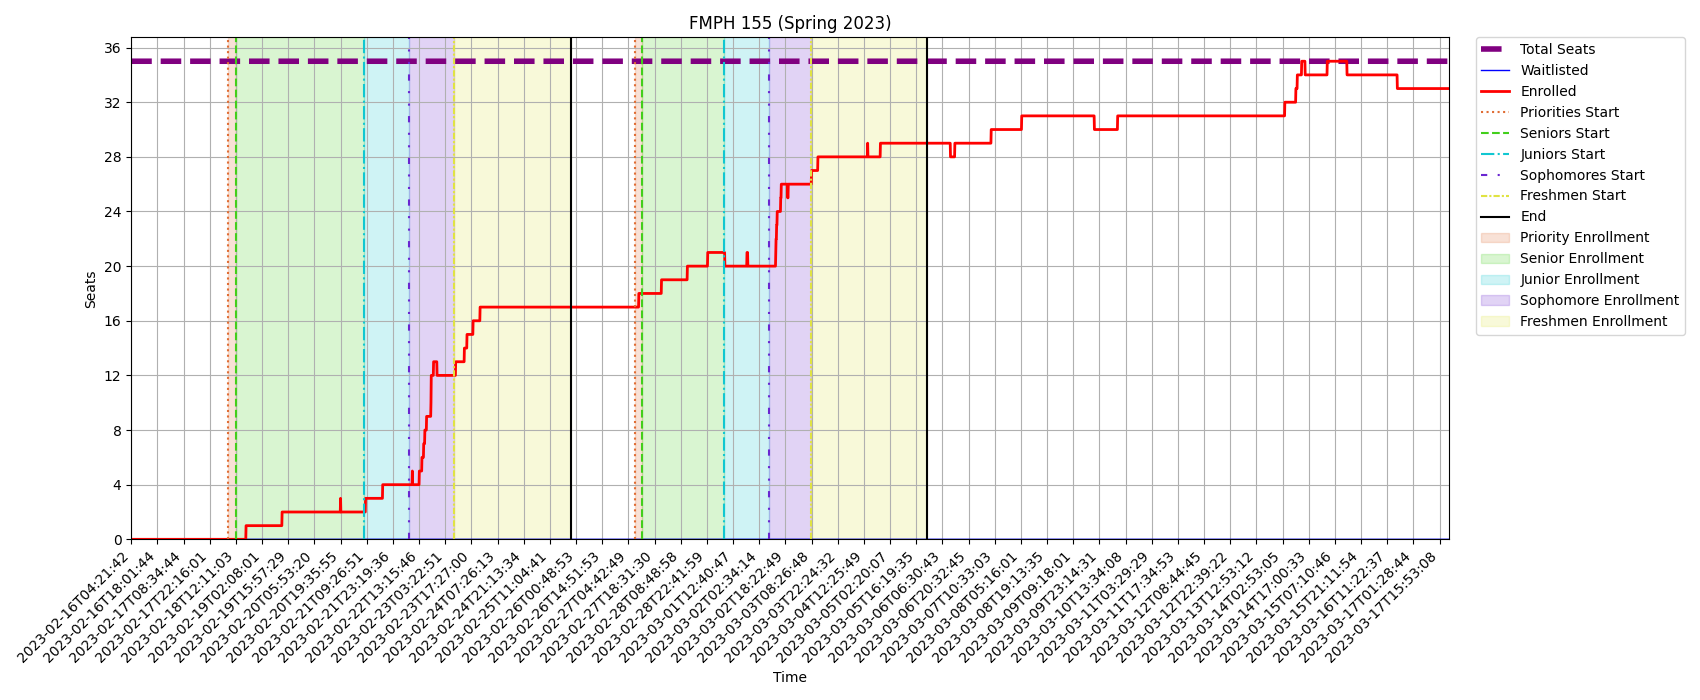 FMPH 155 (Spring 2023)
36
32
28
24
20
16
12
8
4
0
Seats
2023-02-16T04:21:42
2023-02-16T18:01:44
2023-02-17T08:34:44
2023-02-17T22:16:01
2023-02-18T12:11:03
2023-02-19T02:08:01
2023-02-19T15:57:29
2023-02-20T05:53:20
2023-02-20T19:35:55
2023-02-21T09:26:51
2023-02-21T23:19:36
2023-02-22T13:15:46
2023-02-23T03:22:51
2023-02-23T17:27:00
2023-02-24T07:26:13
2023-02-24T21:13:34
2023-02-25T11:04:41
2023-02-26T00:48:53
2023-02-26T14:51:53
2023-02-27T04:42:49
2023-02-27T18:31:30
2023-02-28T08:48:58
2023-02-28T22:41:59
2023-03-01T12:40:47
2023-03-02T02:34:14
2023-03-02T18:22:49
2023-03-03T08:26:48
2023-03-03T22:24:32
2023-03-04T12:25:49
2023-03-05T02:20:07
2023-03-05T16:19:35
2023-03-06T06:30:43
2023-03-06T20:32:45
2023-03-07T10:33:03
2023-03-08T05:16:01
2023-03-08T19:13:35
2023-03-09T09:18:01
2023-03-09T23:14:31
2023-03-10T13:34:08
2023-03-11T03:29:29
2023-03-11T17:34:53
2023-03-12T08:44:45
2023-03-12T22:39:22
2023-03-13T12:53:12
2023-03-14T02:53:05
2023-03-14T17:00:33
2023-03-15T07:10:46
2023-03-15T21:11:54
2023-03-16T11:22:37
2023-03-17T01:28:44
2023-03-17T15:53:08
Time
Total Seats
Waitlisted
Enrolled
Priorities Start
Seniors Start
Juniors Start
Sophomores Start
Freshmen Start
End
Priority Enrollment
Senior Enrollment
Junior Enrollment
Sophomore Enrollment
Freshmen Enrollment